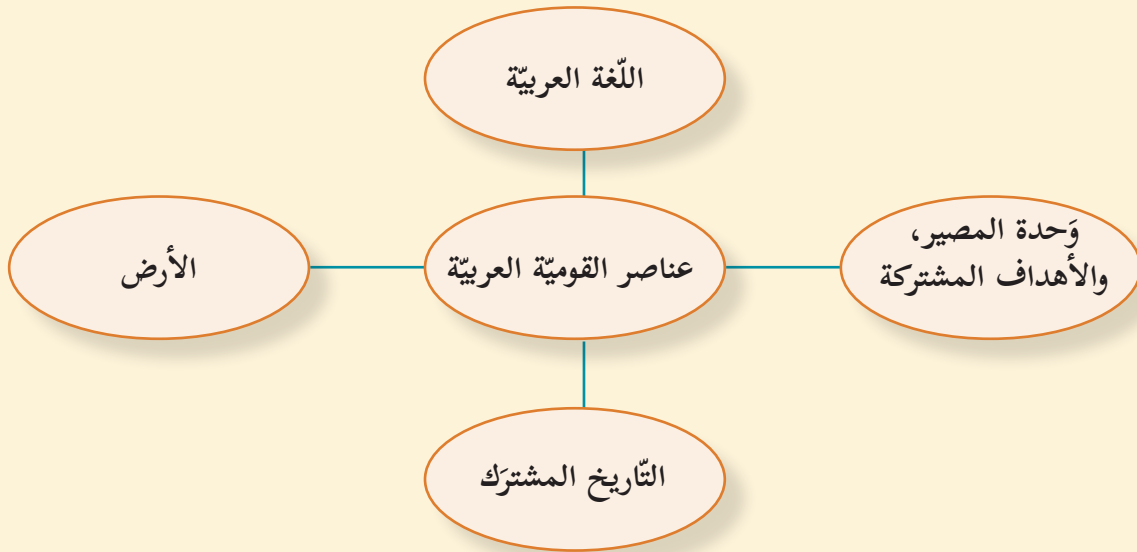 اللّغة العربيّة
وَحدة المصير،
والأهداف المشتركة
عناصر القوميّة العربيّة
الأرض
التّاريخ المشترَك